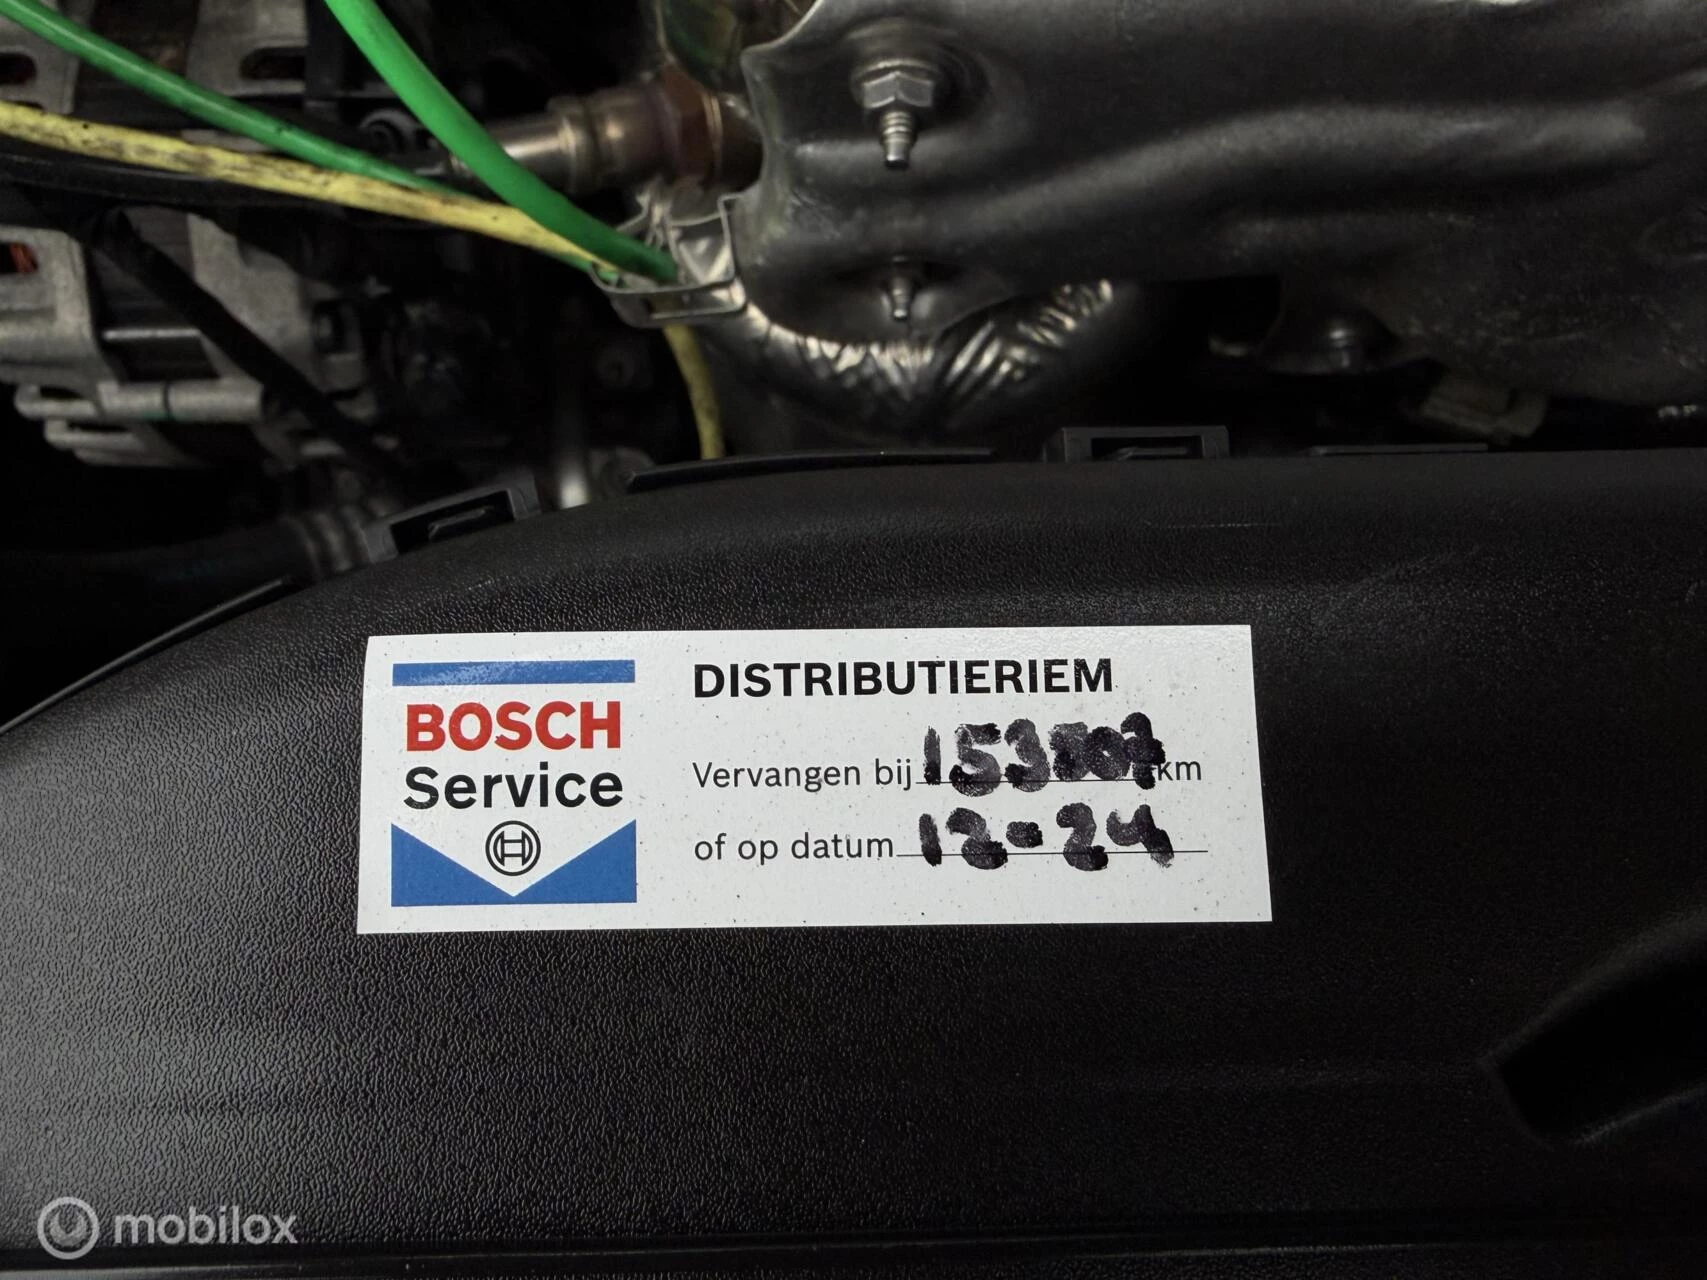 BOSCH
Service
DISTRIBUTIERIEM
Vervangen bij km
of op datum 12-24
mobilox